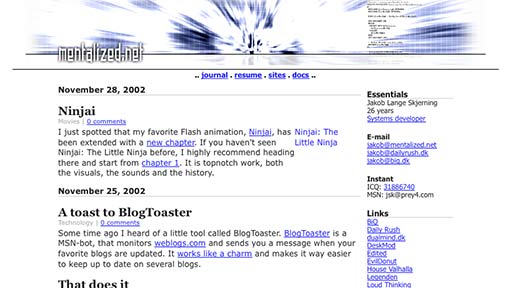 mentalized.net
.. journal . resume . sites . docs ..
November 28, 2002
Ninjai
Movies | 0 comments
I just spotted that my favorite Flash animation, Ninjai, has
been extended with a new chapter. If you haven't seen
Ninjai: The Little Ninja before, I highly recommend heading
there and start from chapter 1. It is topnotch work, both
the visuals, the sounds and the history.
Ninjai: The
Little Ninja
November 25, 2002
A toast to BlogToaster
Technology | 0 comments
Some time ago I heard of a little tool called BlogToaster. BlogToaster is a
MSN-bot, that monitors weblogs.com and sends you a message when your
favorite blogs are updated. It works like a charm and makes it way easier
to keep up to date on several blogs.
That does it
Essentials
Jakob Lange Skjerning
26 years
Systems developer
E-mail
jakob@mentalized.net
jakob@dailyrush.dk
jakob@biq.dk
Instant
ICQ: 31886740
MSN: jsk@prey4.com
Links
BiQ
Daily Rush
dualmind.dk
DeskMod
Edited
EvilDonut
House Valhalla
Legenden
Loud Thinking